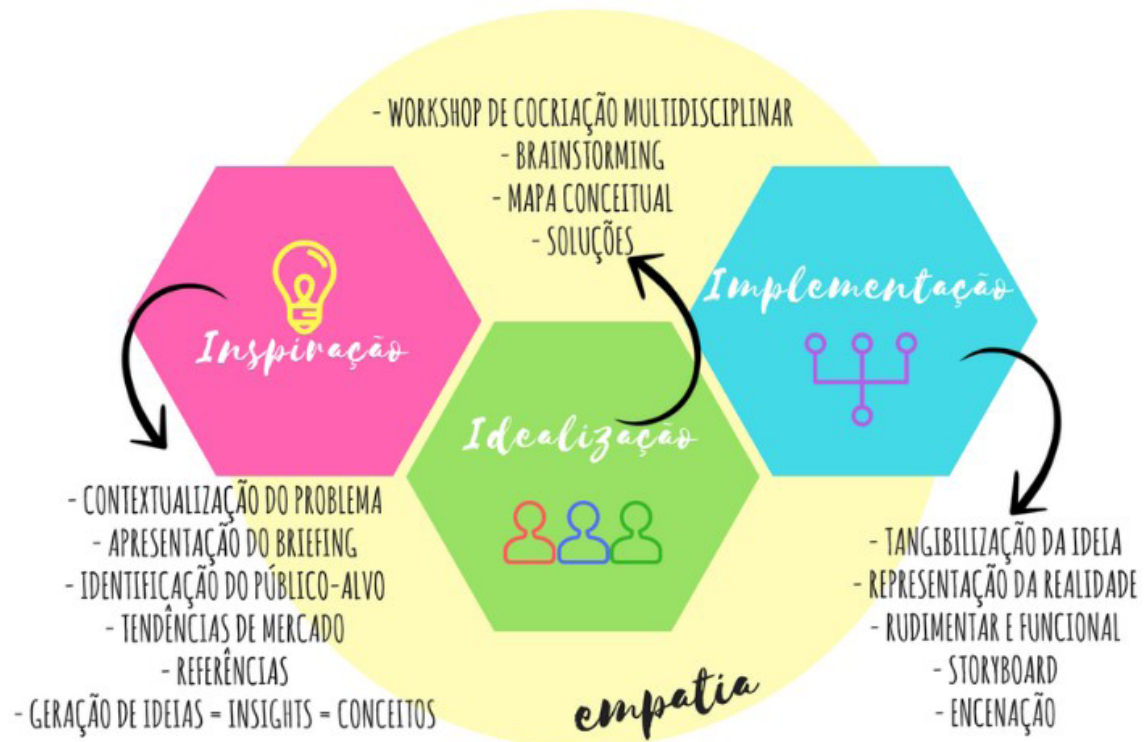 - WORKSHOP DE COCRIAÇÃO MULTIDISCIPLINAR
- BRAINSTORMING
- MAPA CONCEITUAL
- SOLUÇÕES
Inspiração
Idealização
Implementação
- CONTEXTUALIZAÇÃO DO PROBLEMA
- APRESENTAÇÃO DO BRIEFING
- IDENTIFICAÇÃO DO PÚBLICO-ALVO
- TENDÊNCIAS DE MERCADO
- REFERÊNCIAS
- GERAÇÃO DE IDEIAS = INSIGHTS = CONCEITOS
- TANGIBILIZAÇÃO DA IDEIA
- REPRESENTAÇÃO DA REALIDADE
- RUDIMENTAR E FUNCIONAL
- STORYBOARD
- ENCENAÇÃO
empatia